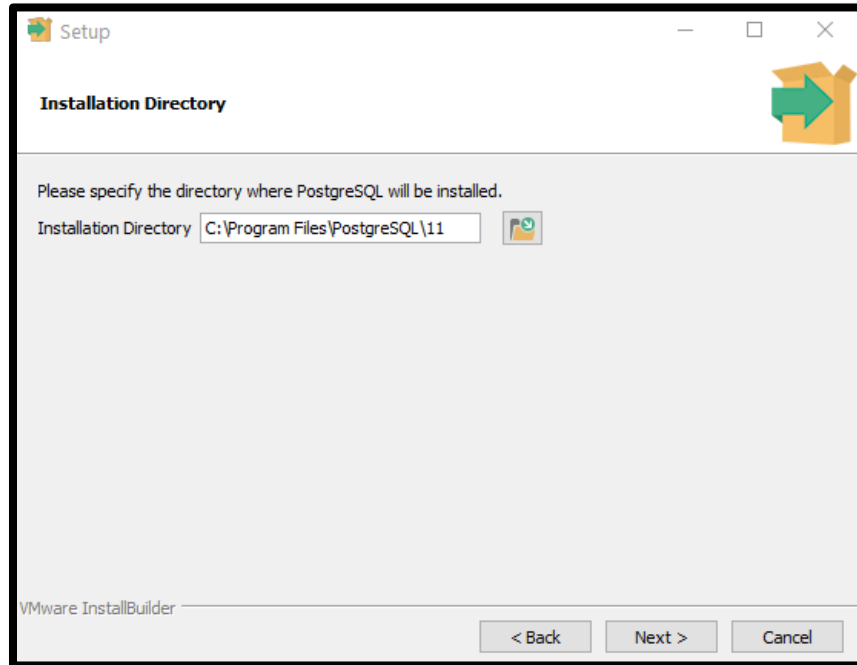 Setup
Installation Directory
Please specify the directory where PostgreSQL will be installed.
Installation Directory C:\Program Files\PostgreSQL\11
VMware InstallBuilder
< Back Next > Cancel